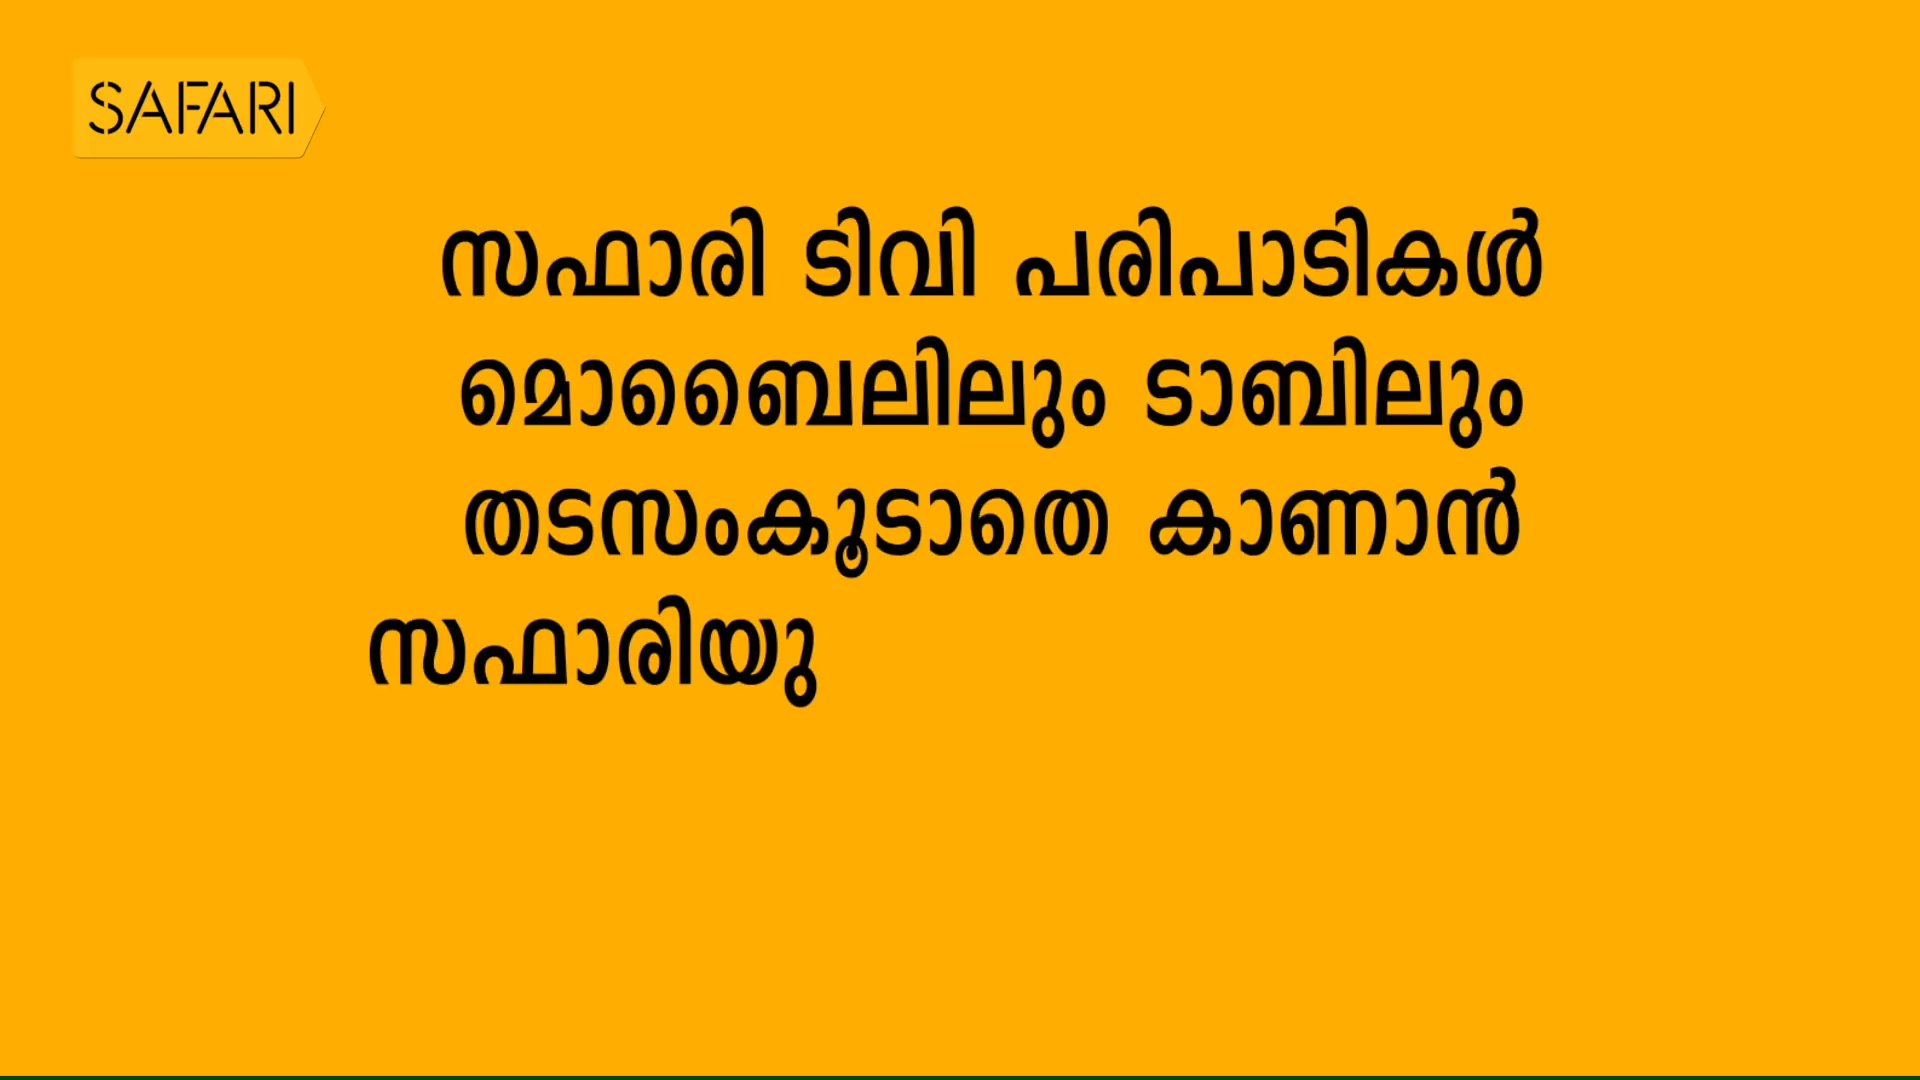 SAFARI
സഫാരി ടിവി പരിപാടികൾ
മൊബൈലിലും ടാബിലും
തടസംകൂടാതെ കാണാൻ
സഫാരിയു